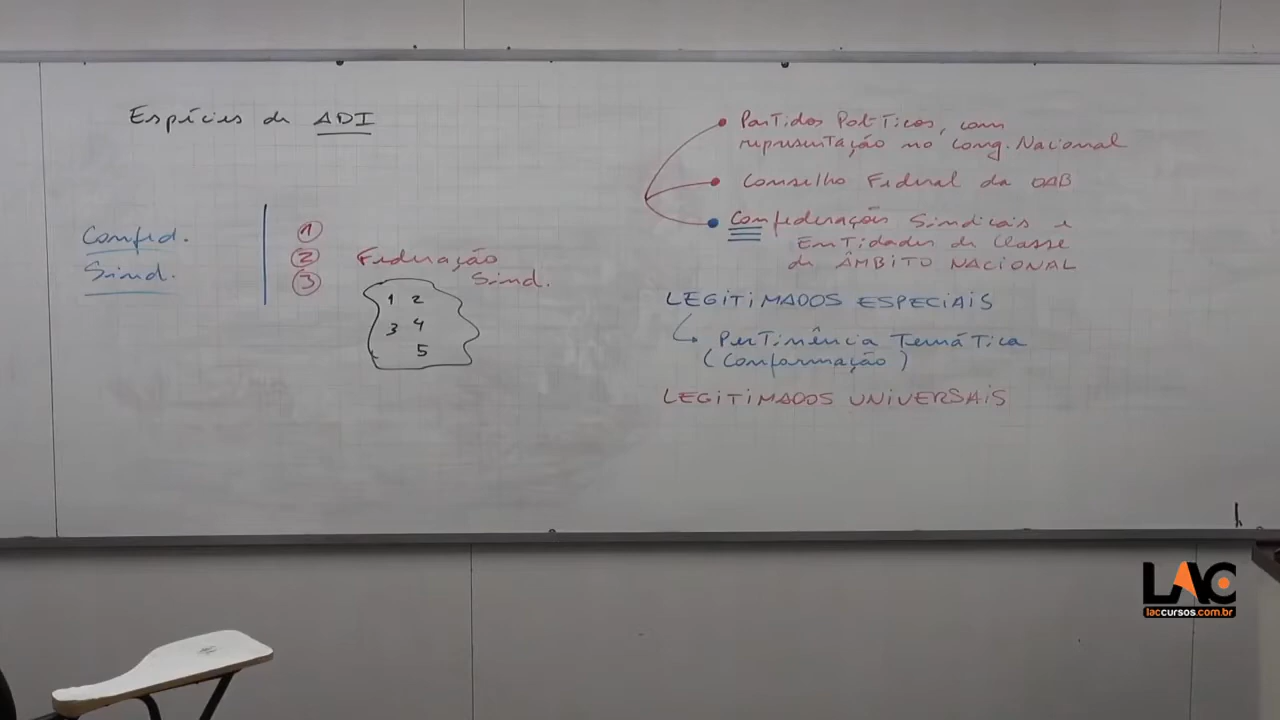 Espécies de ADI
Confed.
Sind.
1
2
3
Federação
Sind.
1 2
3 4
5
Partidos Políticos, com
representação no Cong. Nacional
Conselho Federal da OAB
Confederações Sindicais e
Entidades de Classe
de ÂMBITO NACIONAL
LEGITIMADOS ESPECIAIS
Pertinência Temática
(Conformação)
LEGITIMADOS UNIVERSAIS
LAC
laccursos.com.br